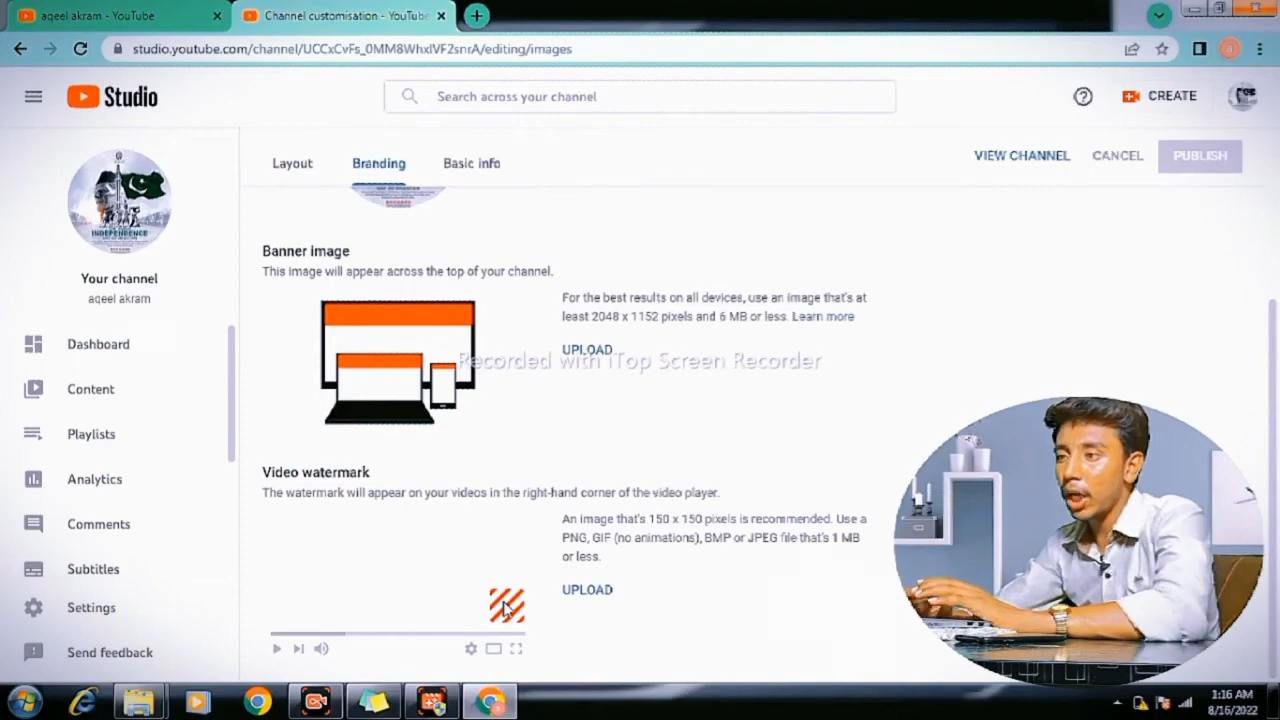 aqeel akram - YouTube
Channel customisation - YouTube
studio.youtube.com/channel/UCCxCvFs_0MM8WhxIVF2snrA/editing/images
Studio
Search across your channel
CREATE
Layout
Branding
Basic info
VIEW CHANNEL
CANCEL
PUBLISH
INDEPENDENCE
Your channel
aqeel akram
Dashboard
Content
Playlists
Analytics
Comments
Subtitles
Settings
Send feedback
Banner image
This image will appear across the top of your channel.
For the best results on all devices, use an image that's at
least 2048 x 1152 pixels and 6 MB or less. Learn more
UPLOAD
Recorded with iTop Screen Recorder
Video watermark
The watermark will appear on your videos in the right-hand corner of the video player.
An image that's 150 x 150 pixels is recommended. Use a
PNG, GIF (no animations), BMP or JPEG file that's 1 MB
or less.
UPLOAD
1:16 AM
8/16/2022